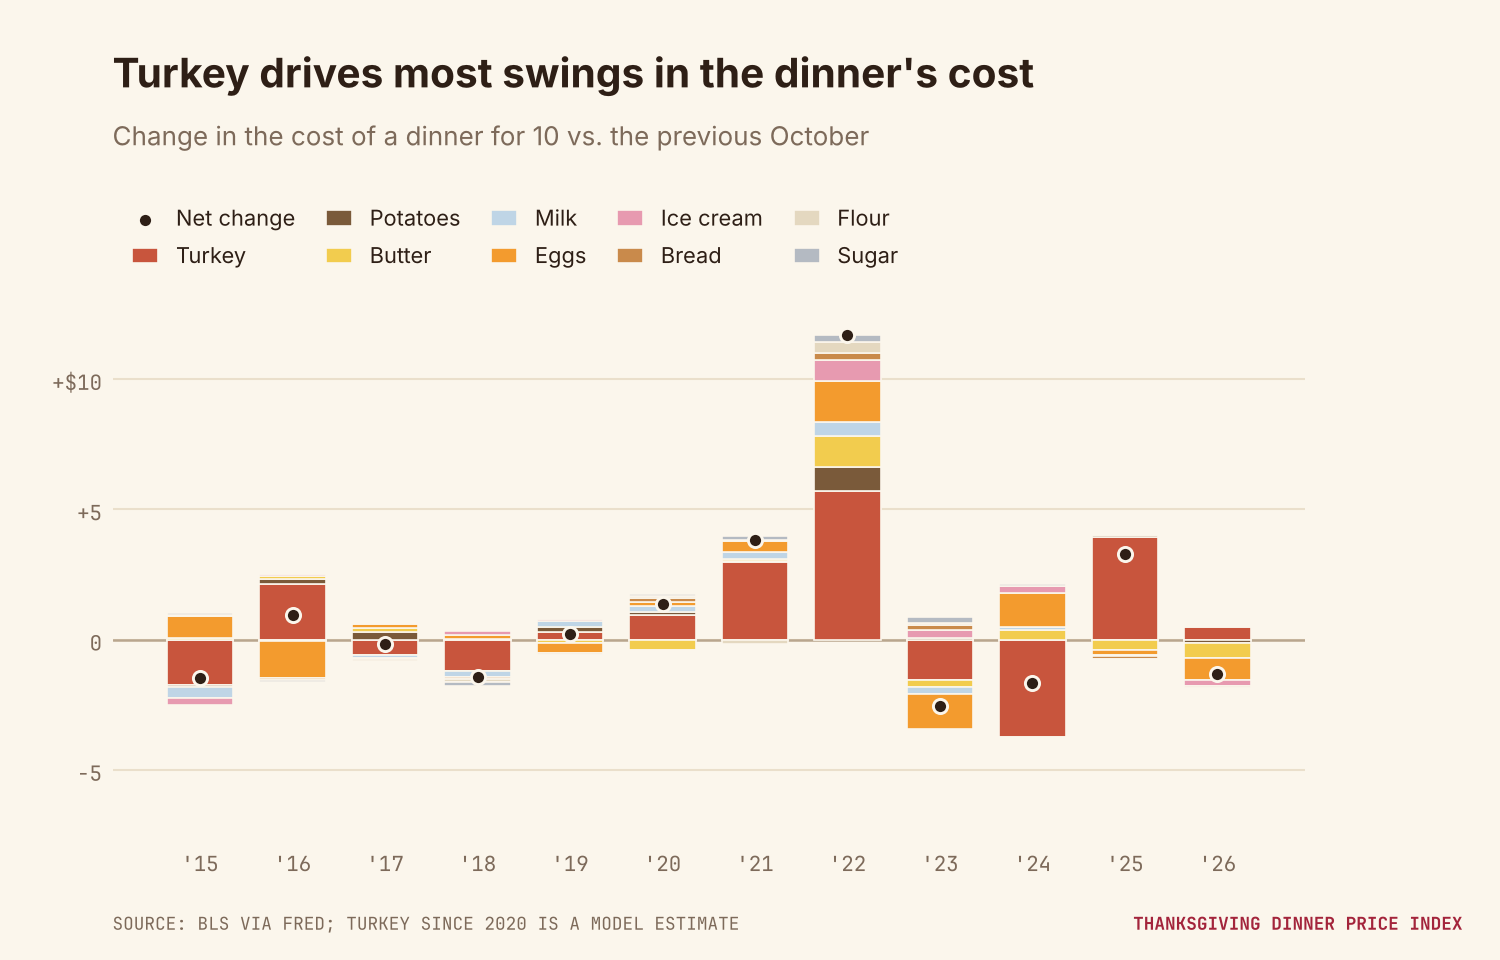 Turkey drives most swings in the dinner's cost
Change in the cost of a dinner for 10 vs. the previous October
Net change Potatoes Milk Ice cream Flour
Turkey Butter Eggs Bread Sugar
+$10
+5
0
-5
'15 '16 '17 '18 '19 '20 '21 '22 '23 '24 '25 '26
SOURCE: BLS VIA FRED; TURKEY SINCE 2020 IS A MODEL ESTIMATE
THANKSGIVING DINNER PRICE INDEX